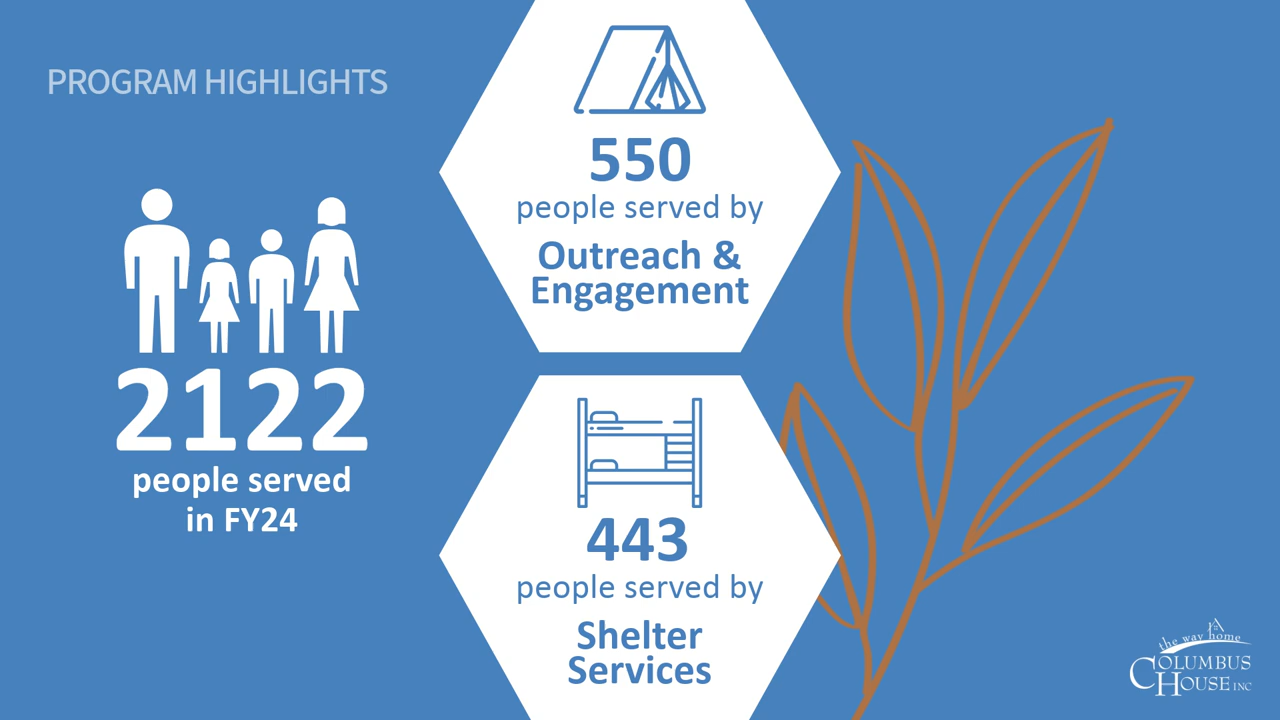 PROGRAM HIGHLIGHTS
2122
people served
in FY24
550
people served by
Outreach &
Engagement
443
people served by
Shelter
Services
the way home
COLUMBUS
HOUSE INC